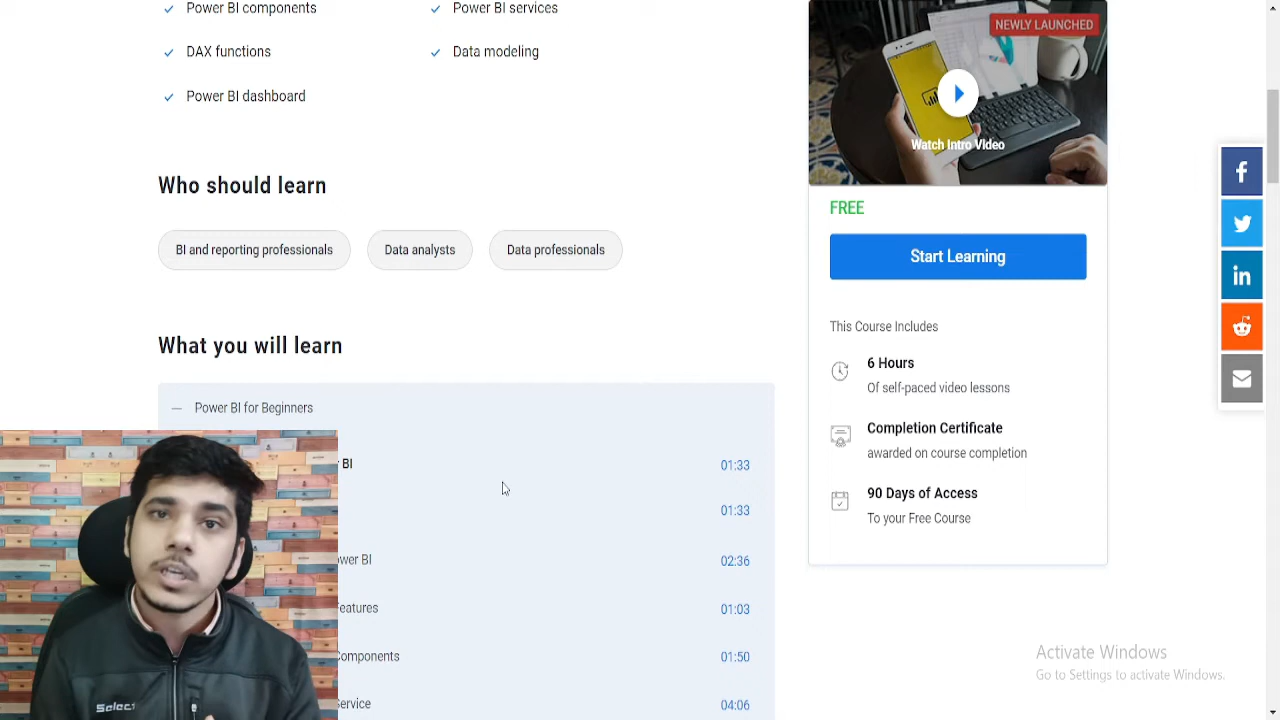 Power BI components
Power BI services
DAX functions
Data modeling
Power BI dashboard
Who should learn
BI and reporting professionals
Data analysts
Data professionals
What you will learn
Power BI for Beginners
BI
01:33
01:33
ower BI
02:36
Features
01:03
Components
01:50
Service
04:06
NEWLY LAUNCHED
Watch Intro Video
FREE
Start Learning
This Course Includes
6 Hours
Of self-paced video lessons
Completion Certificate
awarded on course completion
90 Days of Access
To your Free Course
Activate Windows
Go to Settings to activate Windows.
Select